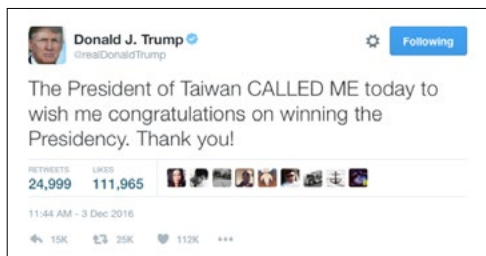 Donald J. Trump
@realDonaldTrump
Following
The President of Taiwan CALLED ME today to
wish me congratulations on winning the
Presidency. Thank you!
RETWEETS LIKES
24,999 111,965
11:44 AM - 3 Dec 2016
15K 25K 112K